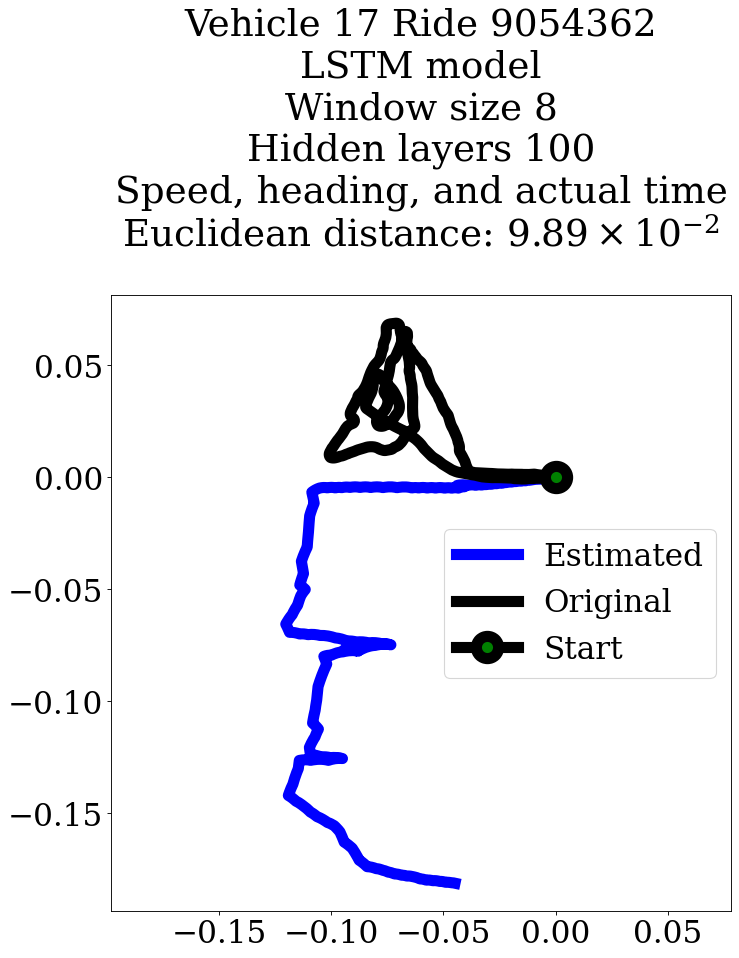 Vehicle 17 Ride 9054362
LSTM model
Window size 8
Hidden layers 100
Speed, heading, and actual time
Euclidean distance: 9.89 × 10⁻²
0.05
0.00
−0.05
−0.10
−0.15
Estimated
Original
Start
−0.15 −0.10 −0.05 0.00 0.05